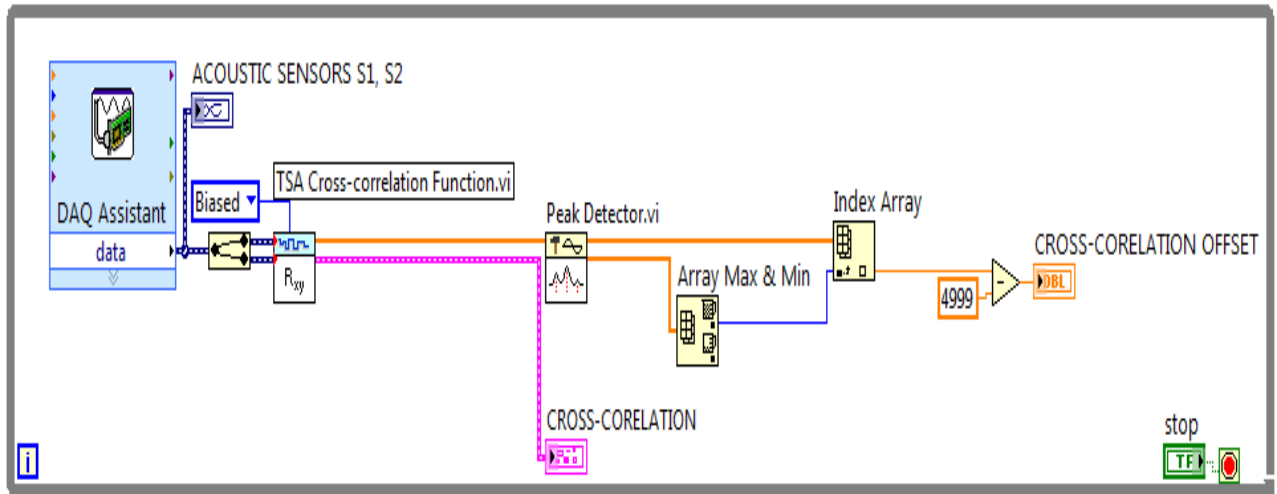 ACOUSTIC SENSORS S1, S2
DAQ Assistant
data
Biased
TSA Cross-correlation Function.vi
Rxy
Peak Detector.vi
Array Max & Min
Index Array
4999
CROSS-CORELATION OFFSET
DBL
CROSS-CORELATION
stop
TF
i